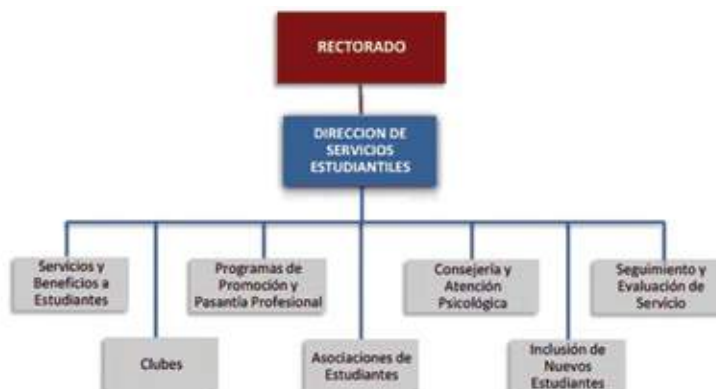 RECTORADO
DIRECCION DE
SERVICIOS
ESTUDIANTILES
Servicios y
Beneficios a
Estudiantes
Programas de
Promoción y
Pasantía Profesional
Consejería y
Atención
Psicológica
Seguimiento y
Evaluación de
Servicio
Clubes
Asociaciones de
Estudiantes
Inclusión de
Nuevos
Estudiantes